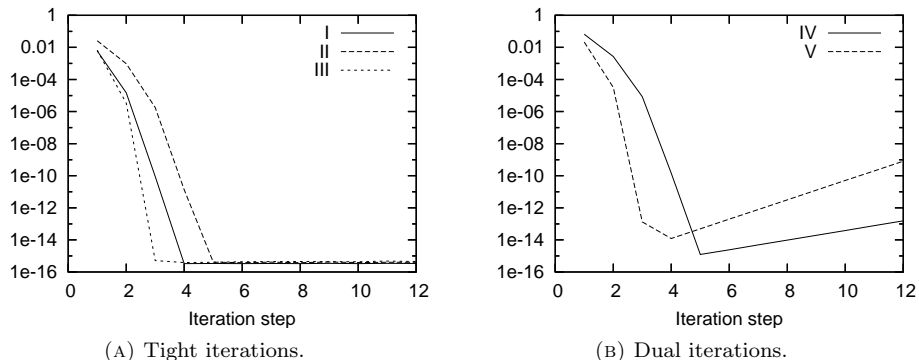 1
0.01
1e-04
1e-06
1e-08
1e-10
1e-12
1e-14
1e-16
0 2 4 6 8 10 12
Iteration step
I
II
III
(A) Tight iterations.
1
0.01
1e-04
1e-06
1e-08
1e-10
1e-12
1e-14
1e-16
0 2 4 6 8 10 12
Iteration step
IV
V
(B) Dual iterations.